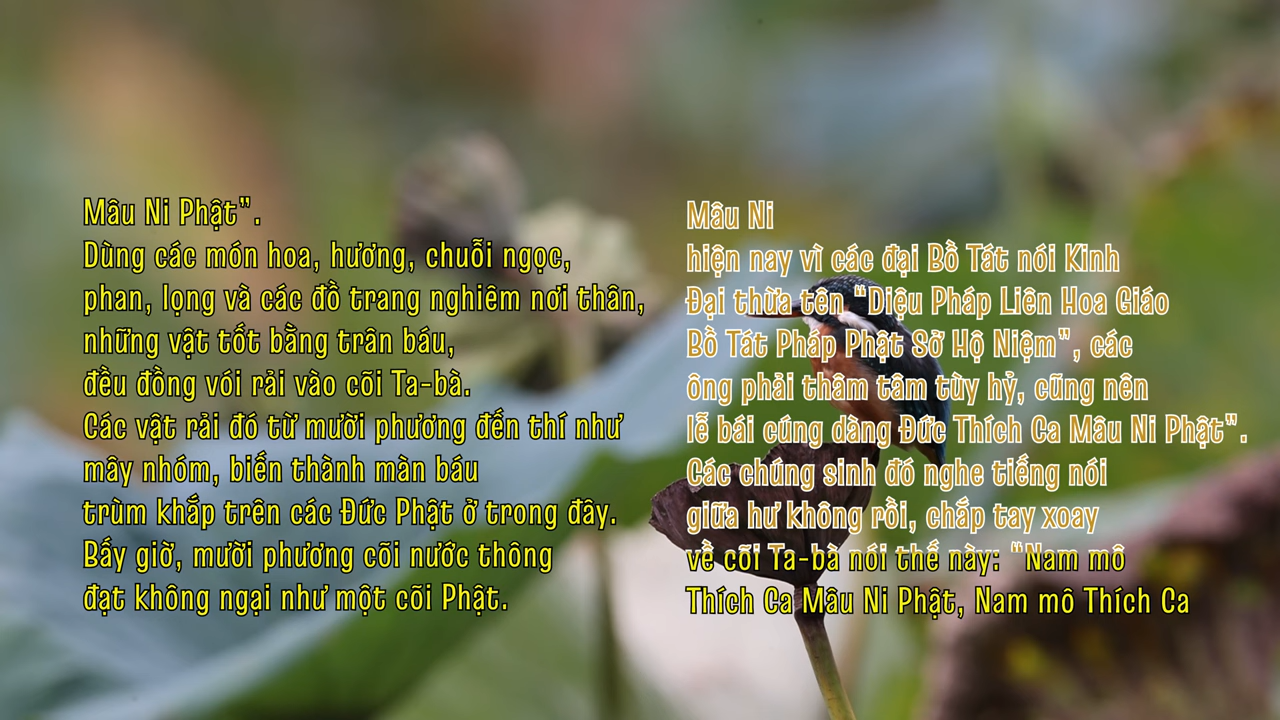 Mâu Ni Phật”.
Dùng các món hoa, hương, chuỗi ngọc,
phan, lọng và các đồ trang nghiêm nơi thân,
những vật tốt bằng trân báu,
đều đồng vói rải vào cõi Ta-bà.
Các vật rải đó từ mười phương đến thí như
mây nhóm, biến thành màn báu
trùm khắp trên các Đức Phật ở trong đây.
Bấy giờ, mười phương cõi nước thông
đạt không ngại như một cõi Phật.
Mâu Ni
hiện nay vì các đại Bồ Tát nói Kinh
Đại thừa tên “Diệu Pháp Liên Hoa Giáo
Bồ Tát Pháp Phật Sở Hộ Niệm”, các
ông phải thâm tâm tùy hỷ, cũng nên
lễ bái cúng dàng Đức Thích Ca Mâu Ni Phật”.
Các chúng sinh đó nghe tiếng nói
giữa hư không rồi, chắp tay xoay
về cõi Ta-bà nói thế này: “Nam mô
Thích Ca Mâu Ni Phật, Nam mô Thích Ca